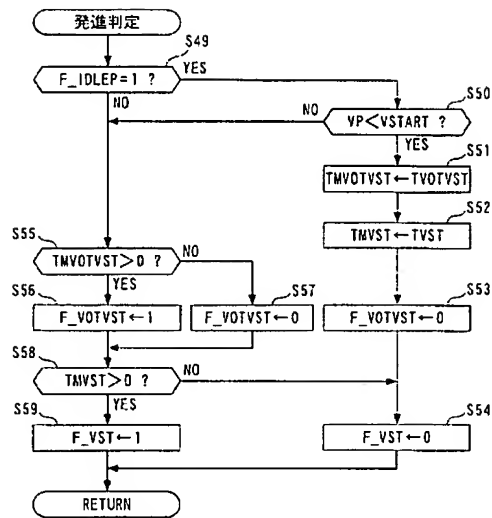 発進判定
S49
F_IDLEP=1 ?
YES
NO
S50
NO
VP<VSTART ?
YES
S51
TMVOTVST←TVOTVST
S52
TMVST←TVST
S55
TMVOTVST>0 ?
NO
YES
S56
F_VOTVST←1
S57
F_VOTVST←0
S53
F_VOTVST←0
S58
TMVST>0 ?
NO
YES
S59
F_VST←1
S54
F_VST←0
RETURN